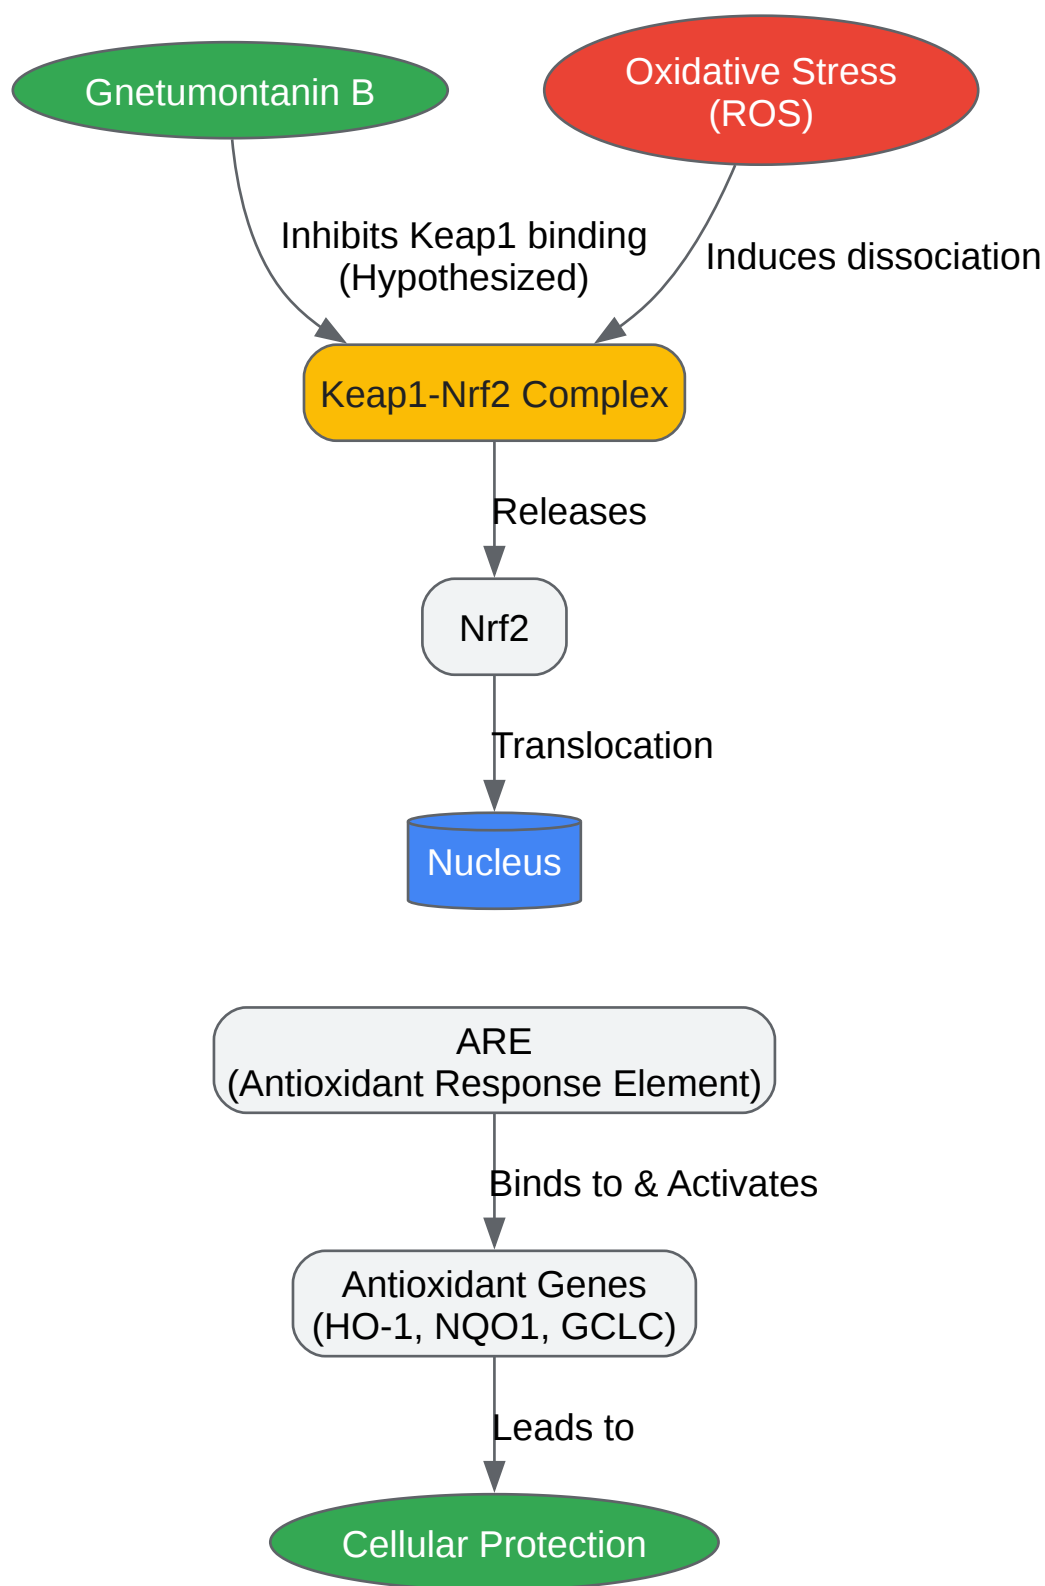 Gnetumontanin B
Oxidative Stress
(ROS)
Inhibits Keap1 binding
(Hypothesized)
Induces dissociation
Keap1-Nrf2 Complex
Releases
Nrf2
Translocation
Nucleus
ARE
(Antioxidant Response Element)
Binds to & Activates
Antioxidant Genes
(HO-1, NQO1, GCLC)
Leads to
Cellular Protection